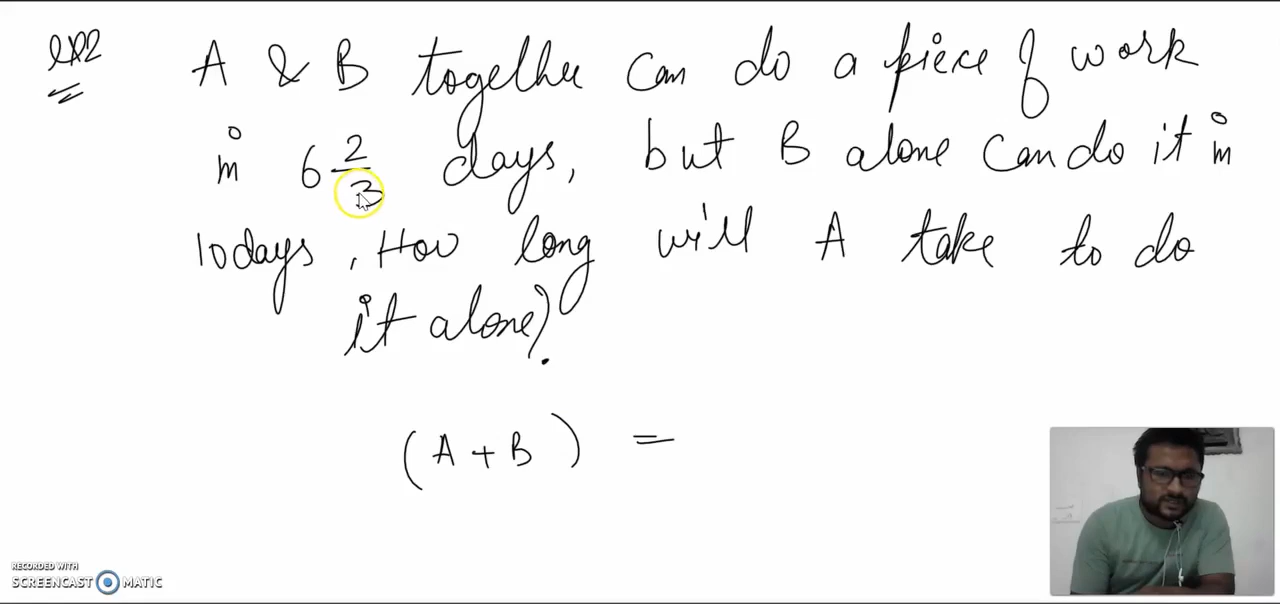 ex2
A & B together can do a piece of work
in 6 2/3 days, but B alone can do it in
10days, How long will A take to do
it alone?
(A + B) =
RECORDED WITH
SCREENCAST MATIC